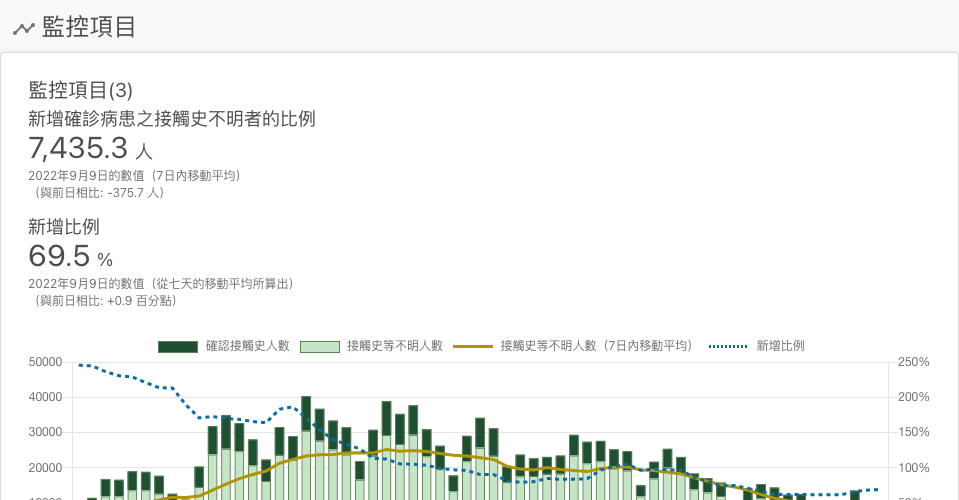 監控項目
監控項目(3)
新增確診病患之接觸史不明者的比例
7,435.3 人
2022年9月9日的數值（7日內移動平均）
（與前日相比: -375.7 人）
新增比例
69.5 %
2022年9月9日的數值（從七天的移動平均所算出）
（與前日相比: +0.9 百分點）
確認接觸史人數 接觸史等不明人數 接觸史等不明人數（7日內移動平均） 新增比例
50000 250%
40000 200%
30000 150%
20000 100%